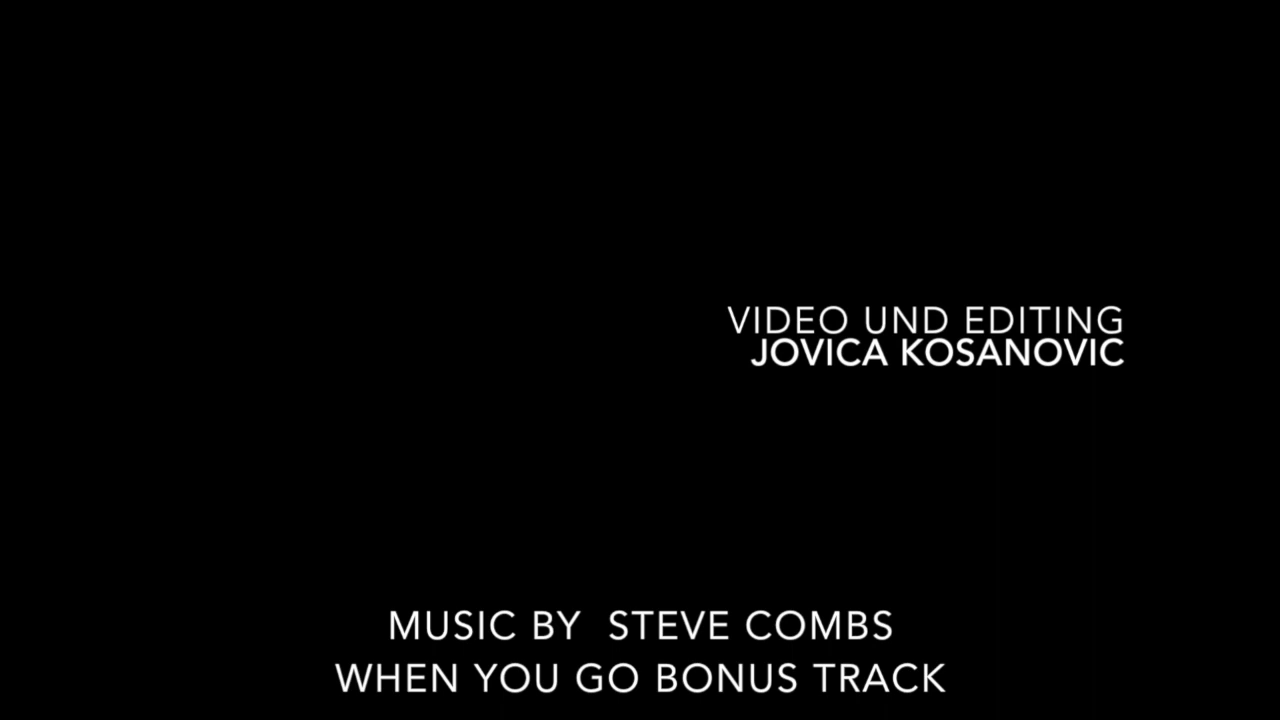 VIDEO UND EDITING
JOVICA KOSANOVIC
MUSIC BY STEVE COMBS
WHEN YOU GO BONUS TRACK